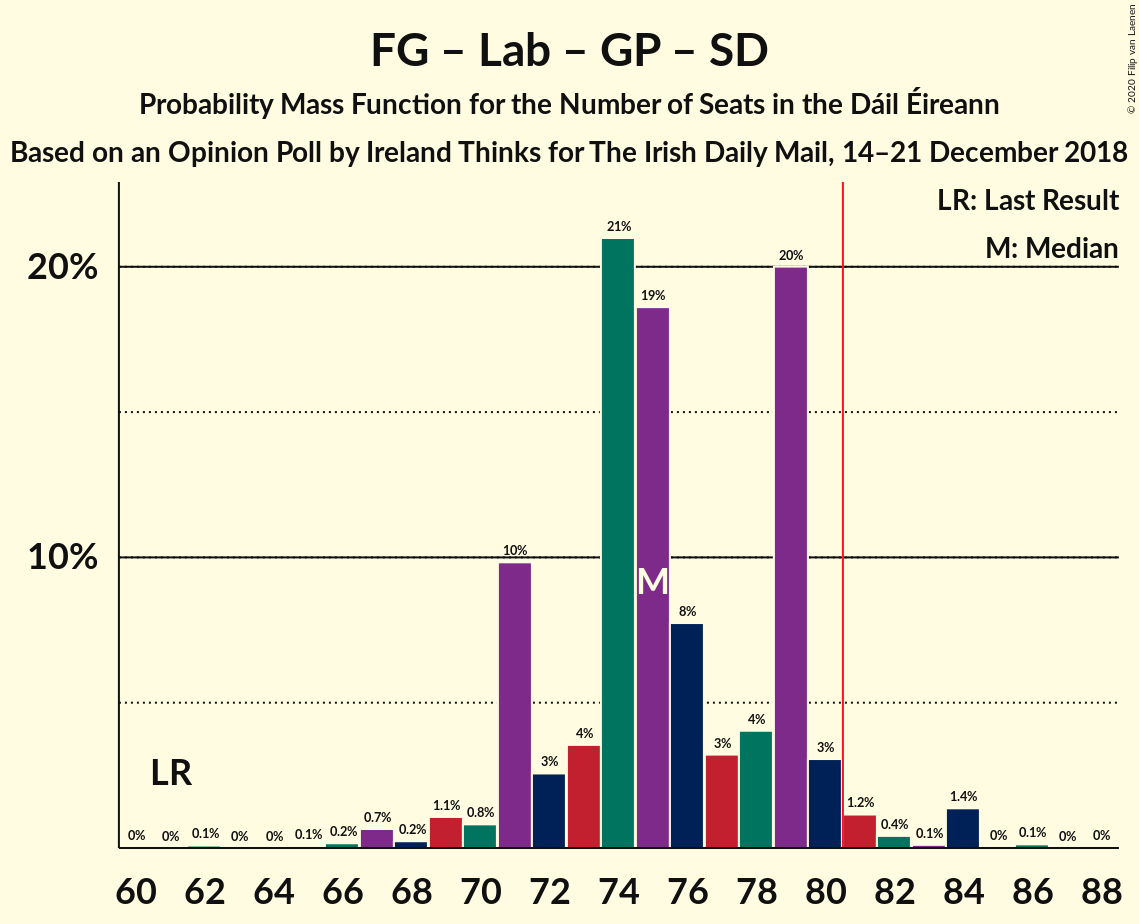 FG – Lab – GP – SD
Probability Mass Function for the Number of Seats in the Dáil Éireann
Based on an Opinion Poll by Ireland Thinks for The Irish Daily Mail, 14–21 December 2018
© 2020 Filip van Laenen
LR: Last Result
M: Median
20%
10%
0% 0% 0.1% 0% 0% 0.1% 0.2% 0.7% 0.2% 1.1% 0.8% 10% 3% 4% 21% 19% 8% 3% 4% 20% 3% 1.2% 0.4% 0.1% 1.4% 0% 0.1% 0% 0%
M
LR
60 62 64 66 68 70 72 74 76 78 80 82 84 86 88